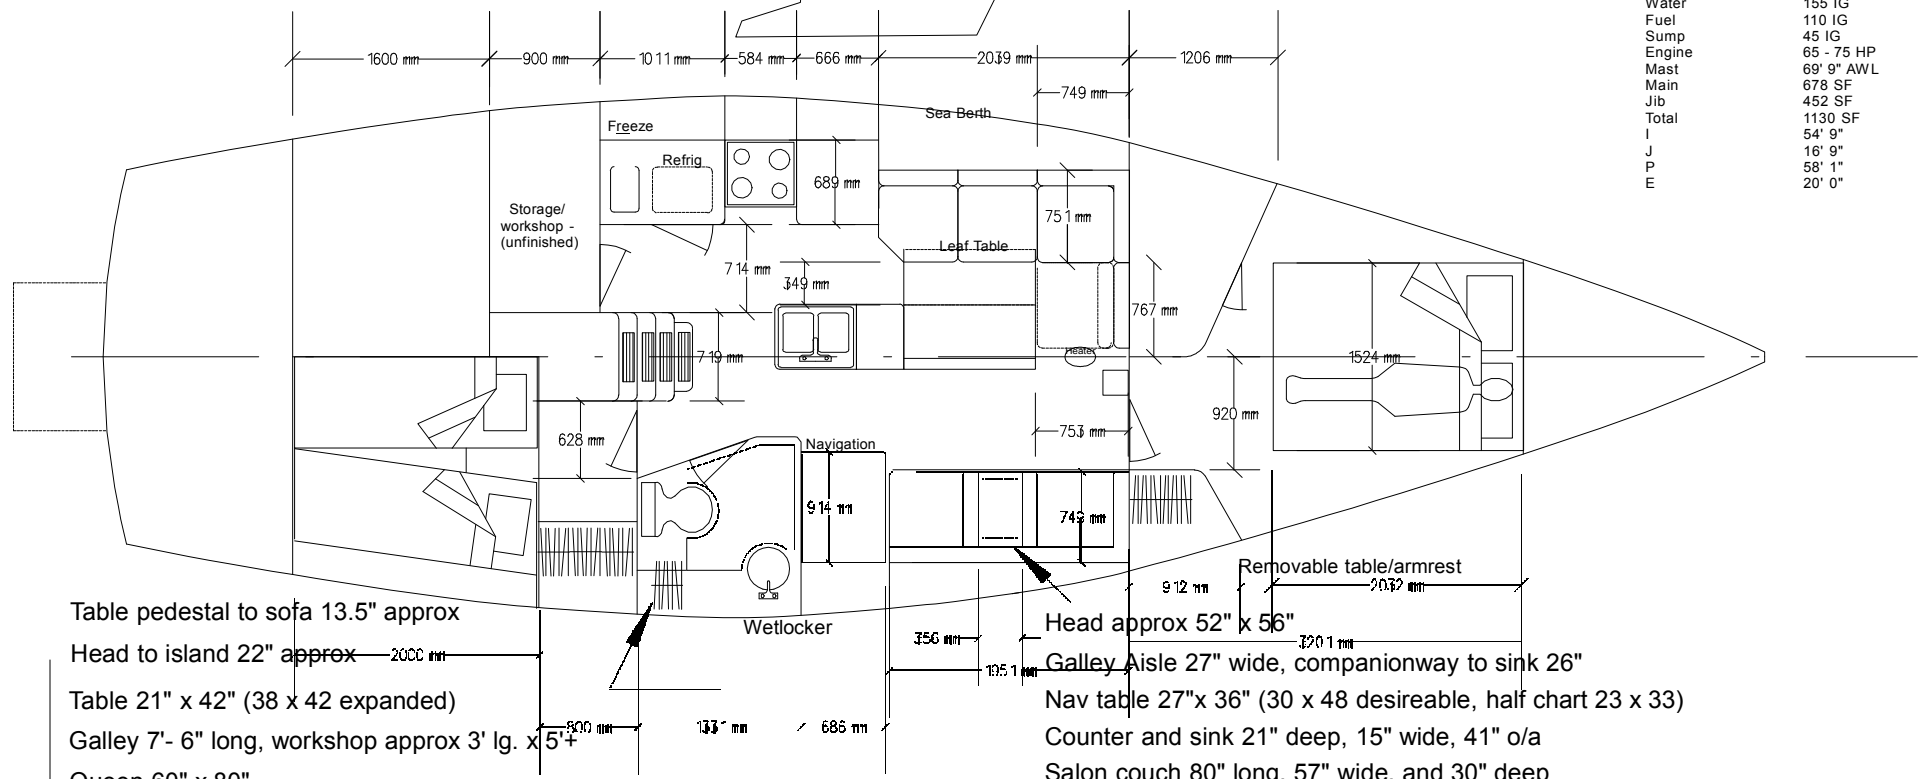 Water 155 IG
Fuel 110 IG
Sump 45 IG
Engine 65 - 75 HP
Mast 69' 9" AWL
Main 678 SF
Jib 452 SF
Total 1130 SF
I 54' 9"
J 16' 9"
P 58' 1"
E 20' 0"
1600 mm
900 mm
1011 mm
584 mm
666 mm
2039 mm
1206 mm
749 mm
Sea Berth
Freeze
Refrig
689 mm
Storage/
workshop -
(unfinished)
751 mm
Leaf Table
714 mm
349 mm
767 mm
Heater
719 mm
1524 mm
920 mm
628 mm
753 mm
Navigation
914 mm
749 mm
Removable table/armrest
912 mm
2032 mm
Table pedestal to sofa 13.5" approx
Wetlocker
Head approx 52" x 56"
356 mm
3201 mm
Head to island 22" approx
2000 mm
Galley Aisle 27" wide, companionway to sink 26"
1951 mm
Table 21" x 42" (38 x 42 expanded)
Nav table 27"x 36" (30 x 48 desireable, half chart 23 x 33)
800 mm
1331 mm
686 mm
Galley 7'- 6" long, workshop approx 3' lg. x 5'+
Counter and sink 21" deep, 15" wide, 41" o/a
Queen 60" x 80"
Salon couch 80" long, 57" wide, and 30" deep